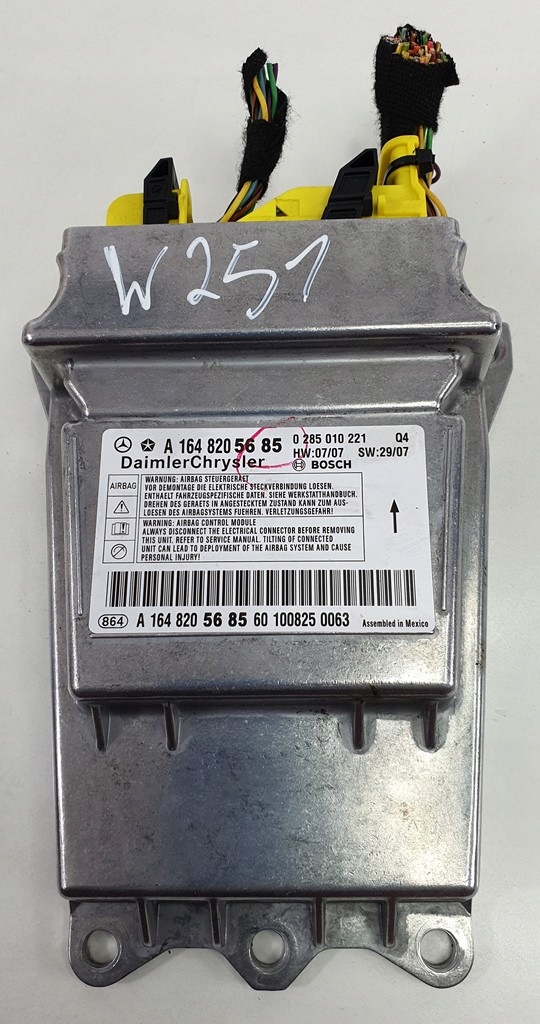 W 251
A 164 820 56 85
0 285 010 221 Q4
DaimlerChrysler
HW:07/07 SW:29/07
BOSCH
AIRBAG
WARNUNG: AIRBAG STEUERGERAET
VOR DEMONTAGE DIE ELEKTRISCHE STECKVERBINDUNG LOESEN.
ENTHAELT FAHRZEUGSPEZIFISCHE DATEN. SIEHE WERKSTATTHANDBUCH.
DREHEN DES GERAETS IN ANGESTECKTEM ZUSTAND KANN ZUM AUS-
LOESEN DES AIRBAGSYSTEMS FUEHREN. VERLETZUNGSGEFAHR!
WARNING: AIRBAG CONTROL MODULE
ALWAYS DISCONNECT THE ELECTRICAL CONNECTOR BEFORE REMOVING
THIS UNIT. REFER TO SERVICE MANUAL. TILTING OF CONNECTED
UNIT CAN LEAD TO DEPLOYMENT OF THE AIRBAG SYSTEM AND CAUSE
PERSONAL INJURY!
864 A 164 820 56 85 60 100825 0063 Assembled in Mexico